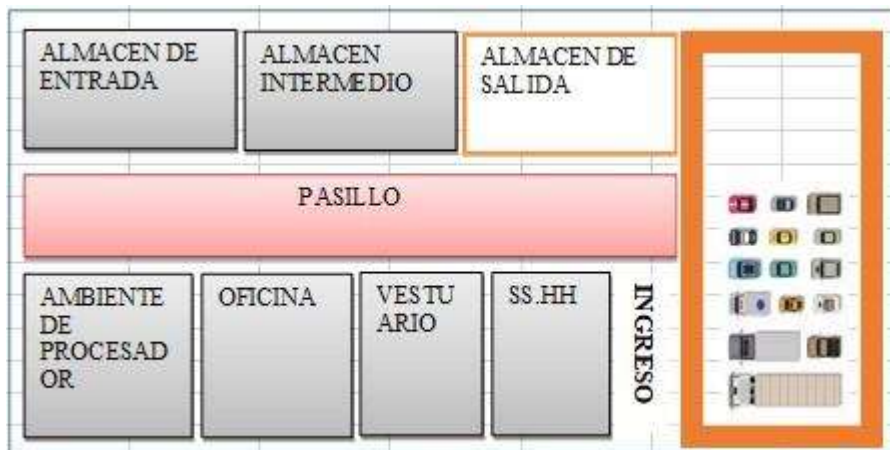 ALMACEN DE
ENTRADA
ALMACEN
INTERMEDIO
ALMACEN DE
SALIDA
PASILLO
AMBIENTE
DE
PROCESAD
OR
OFICINA
VESTU
ARIO
SS.HH
INGRESO